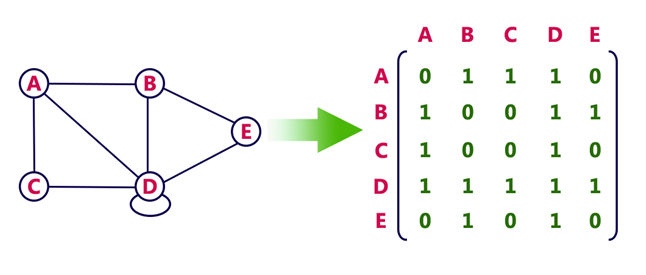 A B E C D
A B C D E
A 0 1 1 1 0
B 1 0 0 1 1
C 1 0 0 1 0
D 1 1 1 1 1
E 0 1 0 1 0